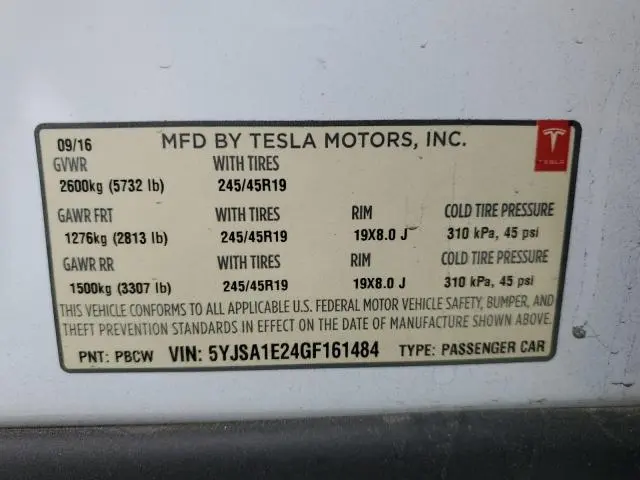 09/16 MFD BY TESLA MOTORS, INC.
TESLA
GVWR WITH TIRES
2600kg (5732 lb) 245/45R19
GAWR FRT WITH TIRES RIM COLD TIRE PRESSURE
1276kg (2813 lb) 245/45R19 19X8.0 J 310 kPa, 45 psi
GAWR RR WITH TIRES RIM COLD TIRE PRESSURE
1500kg (3307 lb) 245/45R19 19X8.0 J 310 kPa, 45 psi
THIS VEHICLE CONFORMS TO ALL APPLICABLE U.S. FEDERAL MOTOR VEHICLE SAFETY, BUMPER, AND
THEFT PREVENTION STANDARDS IN EFFECT ON THE DATE OF MANUFACTURE SHOWN ABOVE.
PNT: PBCW VIN: 5YJSA1E24GF161484 TYPE: PASSENGER CAR